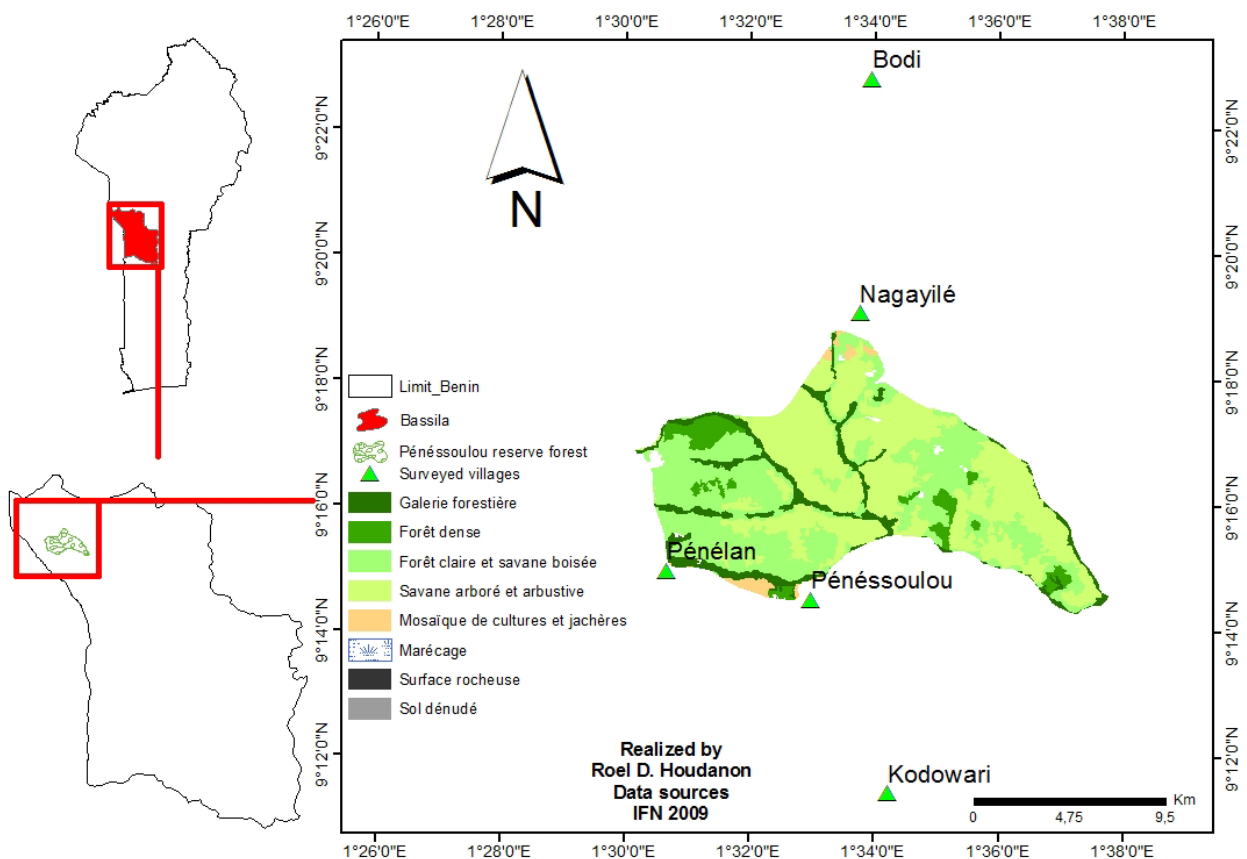 1°26'0"E 1°28'0"E 1°30'0"E 1°32'0"E 1°34'0"E 1°36'0"E 1°38'0"E
Bodi
9°22'0"N
9°22'0"N
N
9°20'0"N
9°20'0"N
Nagayilé
9°18'0"N
9°18'0"N
Limit_Benin
Bassila
Pénéssoulou reserve forest
Surveyed villages
Galerie forestière
Forêt dense
Forêt claire et savane boisée
Savane arboré et arbustive
Mosaïque de cultures et jachères
Marécage
Surface rocheuse
Sol dénudé
9°16'0"N
9°16'0"N
Pénélan
Pénéssoulou
9°14'0"N
9°14'0"N
9°12'0"N
9°12'0"N
Realized by
Roel D. Houdanon
Data sources
IFN 2009
Kodowari
Km
0 4,75 9,5
1°26'0"E 1°28'0"E 1°30'0"E 1°32'0"E 1°34'0"E 1°36'0"E 1°38'0"E